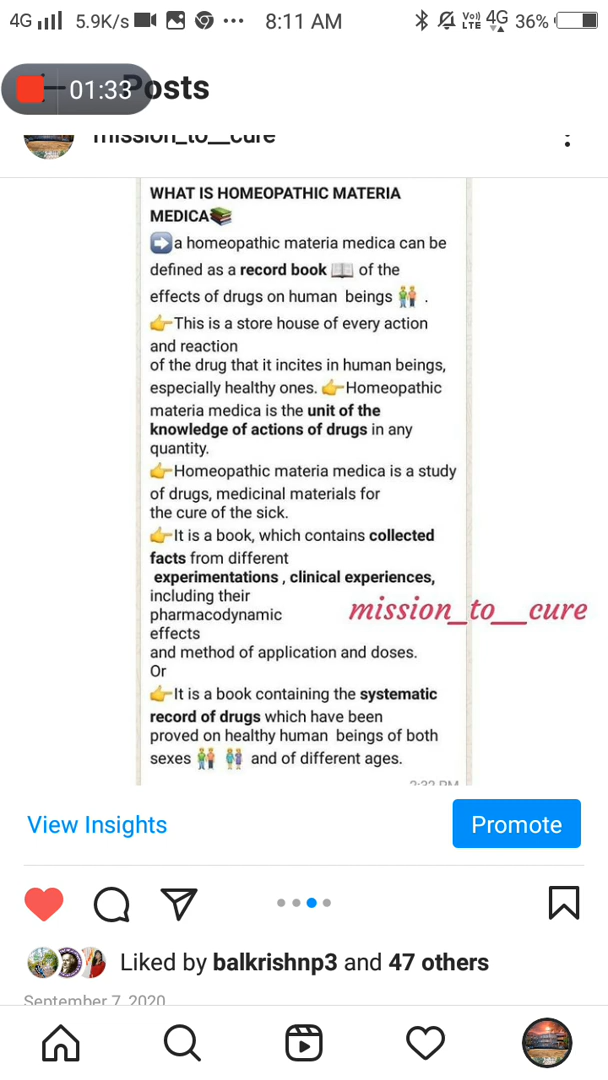 4G 5.9K/s ••• 8:11 AM Vo)) LTE 4G 36%
01:33 Posts
mission_to__cure
WHAT IS HOMEOPATHIC MATERIA
MEDICA📚
➡️a homeopathic materia medica can be
defined as a record book 📖 of the
effects of drugs on human beings 👬 .
👉This is a store house of every action
and reaction
of the drug that it incites in human beings,
especially healthy ones. 👉Homeopathic
materia medica is the unit of the
knowledge of actions of drugs in any
quantity.
👉Homeopathic materia medica is a study
of drugs, medicinal materials for
the cure of the sick.
👉It is a book, which contains collected
facts from different
experimentations , clinical experiences,
including their
pharmacodynamic
effects
mission_to__cure
and method of application and doses.
Or
👉It is a book containing the systematic
record of drugs which have been
proved on healthy human beings of both
sexes 👬 👭 and of different ages.
2:32 PM
View Insights
Promote
Liked by balkrishnp3 and 47 others
September 7, 2020